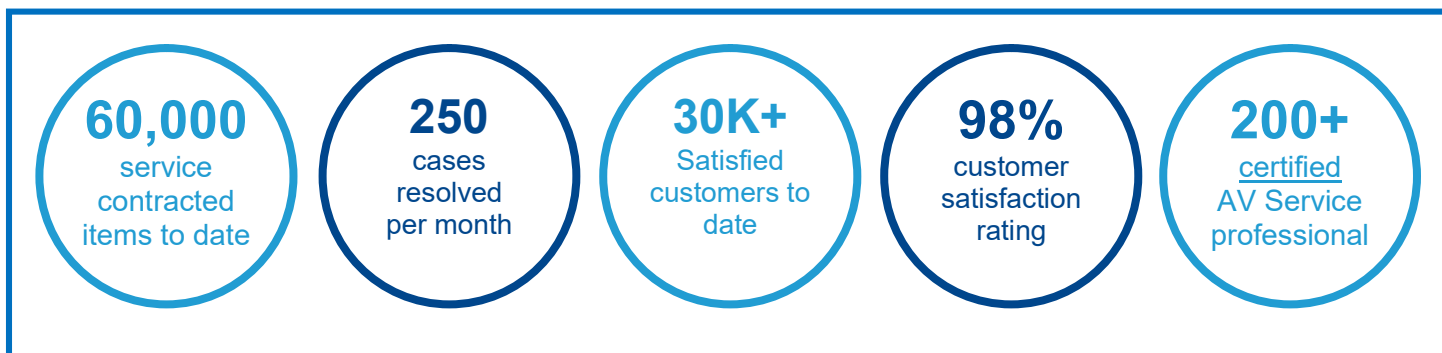 60,000
service
contracted
items to date
250
cases
resolved
per month
30K+
Satisfied
customers to
date
98%
customer
satisfaction
rating
200+
certified
AV Service
professional